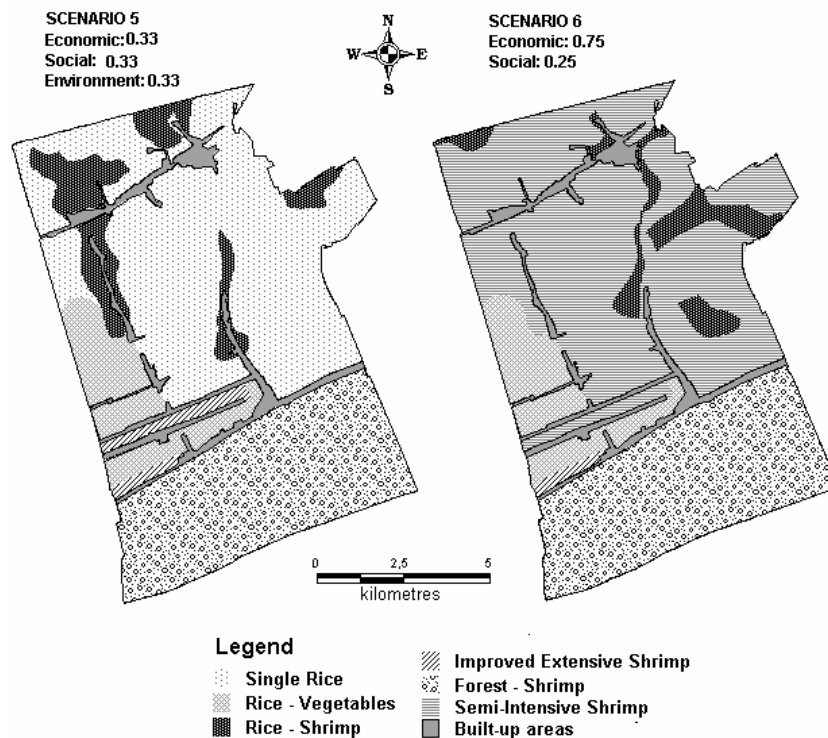 SCENARIO 5
Economic: 0.33
Social: 0.33
Environment: 0.33
N
W E
S
SCENARIO 6
Economic: 0.75
Social: 0.25
0 2,5 5
kilometres
Legend
Single Rice
Rice - Vegetables
Rice - Shrimp
Improved Extensive Shrimp
Forest - Shrimp
Semi-Intensive Shrimp
Built-up areas